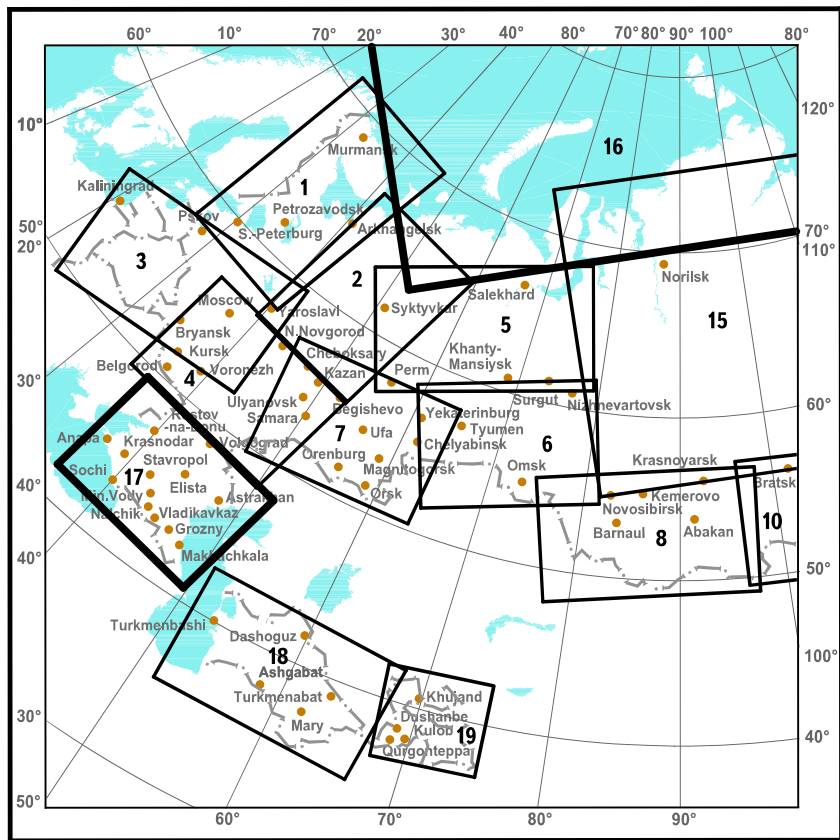 60° 10° 70° 20° 30° 40° 80° 70° 80° 90° 100° 80°
10°
120°
16
Murmansk
Kaliningrad
1
Petrozavodsk
Pskov
S.-Peterburg
Arkhangelsk
50°
20°
70°
110°
3
2
Norilsk
Salekhard
Moscow
Yaroslavl
Syktyvkar
15
5
Bryansk
N.Novgorod
Kursk
Cheboksary
Khanty-
Mansiysk
Belgorod
Voronezh
Kazan
Perm
4
30°
Surgut
Nizhnevartovsk
Ulyanovsk
Begishevo
Samara
Yekaterinburg
Rostov
-na-Donu
Tyumen
7
Ufa
Anapa
Krasnodar
Volgograd
Chelyabinsk
6
Orenburg
Stavropol
Magnutogorsk
Krasnoyarsk
Sochi
17
Elista
Omsk
Bratsk
40°
Min.Vody
Astrakhan
Orsk
Kemerovo
Nalchik
Vladikavkaz
Novosibirsk
Grozny
Barnaul
8
Abakan
10
Makhachkala
40°
50°
Turkmenbashi
Dashoguz
18
100°
Ashgabat
Turkmenabat
Khujand
30°
Mary
Dushanbe
Kulob
19
40°
Qurgonteppa
50°
60° 70° 80° 90°